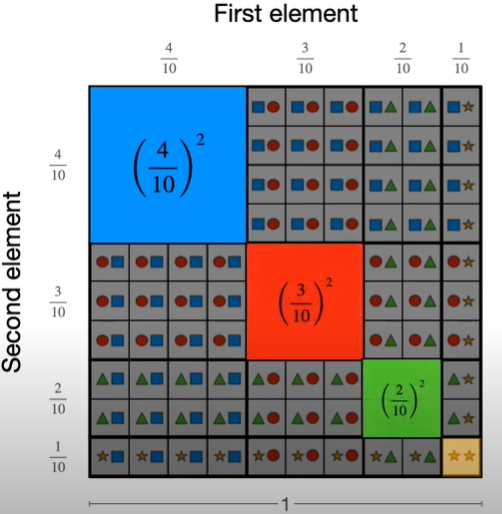 First element
4/10 3/10 2/10 1/10
Second element
4/10
3/10
2/10
1/10
(4/10)²
(3/10)²
(2/10)²
1